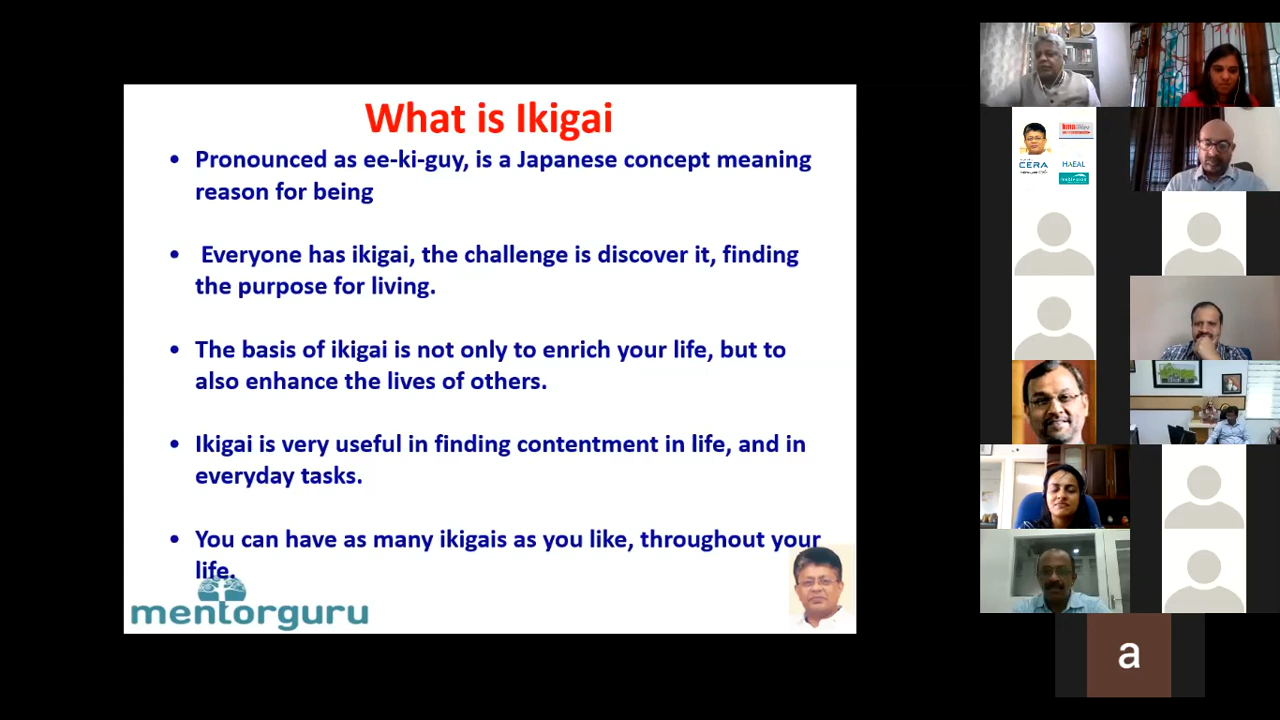 What is Ikigai
• Pronounced as ee-ki-guy, is a Japanese concept meaning
reason for being
• Everyone has ikigai, the challenge is discover it, finding
the purpose for living.
• The basis of ikigai is not only to enrich your life, but to
also enhance the lives of others.
• Ikigai is very useful in finding contentment in life, and in
everyday tasks.
• You can have as many ikigais as you like, throughout your
life.
mentorguru
CERA
HAEAL
a